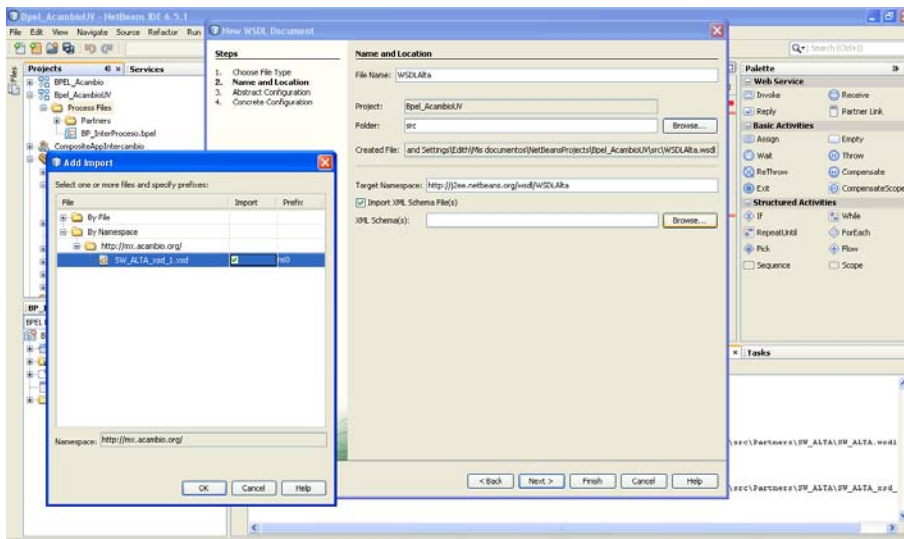 Bpel_AcambioUV - NetBeans IDE 6.5.1
File Edit View Navigate Source Refactor Run
Search (Ctrl+I)
Files
Projects
Services
BPEL_Acambio
Bpel_AcambioUV
Process Files
Partners
BP_InterProceso.bpel
CompositeAppIntercambio
New WSDL Document
Steps
1. Choose File Type
2. Name and Location
3. Abstract Configuration
4. Concrete Configuration
Name and Location
File Name: WSDLAlta
Project: Bpel_AcambioUV
Folder: src Browse...
Created File: and Settings\Edith\Mis documentos\NetBeansProjects\Bpel_AcambioUV\src\WSDLAlta.wsdl
Target Namespace: http://j2ee.netbeans.org/wsdl/WSDLAlta
Import XML Schema File(s)
XML Schema(s): Browse...
< Back Next > Finish Cancel Help
Add Import
Select one or more files and specify prefixes:
File Import Prefix
By File
By Namespace
http://mx.acambio.org/
SW_ALTA_xsd_1.xsd ns0
Namespace: http://mx.acambio.org/
OK Cancel Help
Palette
Web Service
Invoke Receive
Reply Partner Link
Basic Activities
Assign Empty
Wait Throw
ReThrow Compensate
Exit CompensateScope
Structured Activities
If While
RepeatUntil ForEach
Pick Flow
Sequence Scope
Tasks
\src\Partners\SW_ALTA\SW_ALTA.wsdl
\src\Partners\SW_ALTA\SW_ALTA_xsd_